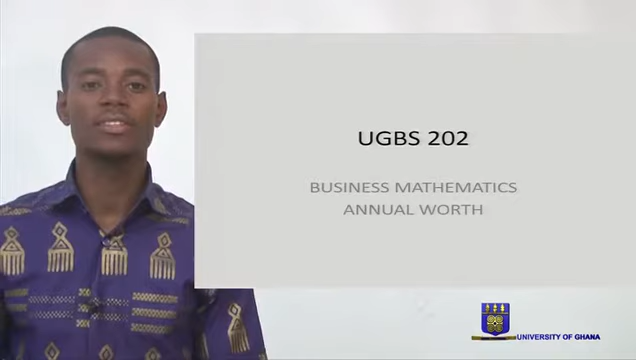 UGBS 202
BUSINESS MATHEMATICS
ANNUAL WORTH
UNIVERSITY OF GHANA